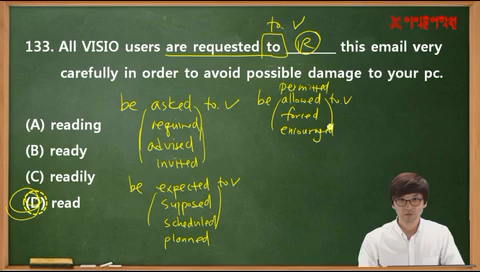 to. V
133. All VISIO users are requested to ______ this email very
R
carefully in order to avoid possible damage to your pc.
be asked to. V
required
advised
invited
be permitted
allowed to V
forced
encouraged
(A) reading
(B) ready
(C) readily
(D) read
be expected to V
supposed
scheduled
planned